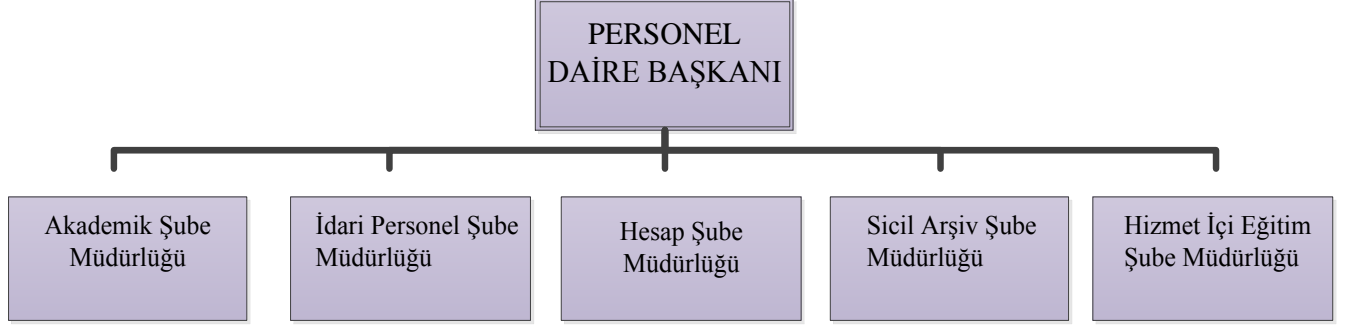 PERSONEL
DAİRE BAŞKANI
Akademik Şube
Müdürlüğü
İdari Personel Şube
Müdürlüğü
Hesap Şube
Müdürlüğü
Sicil Arşiv Şube
Müdürlüğü
Hizmet İçi Eğitim
Şube Müdürlüğü